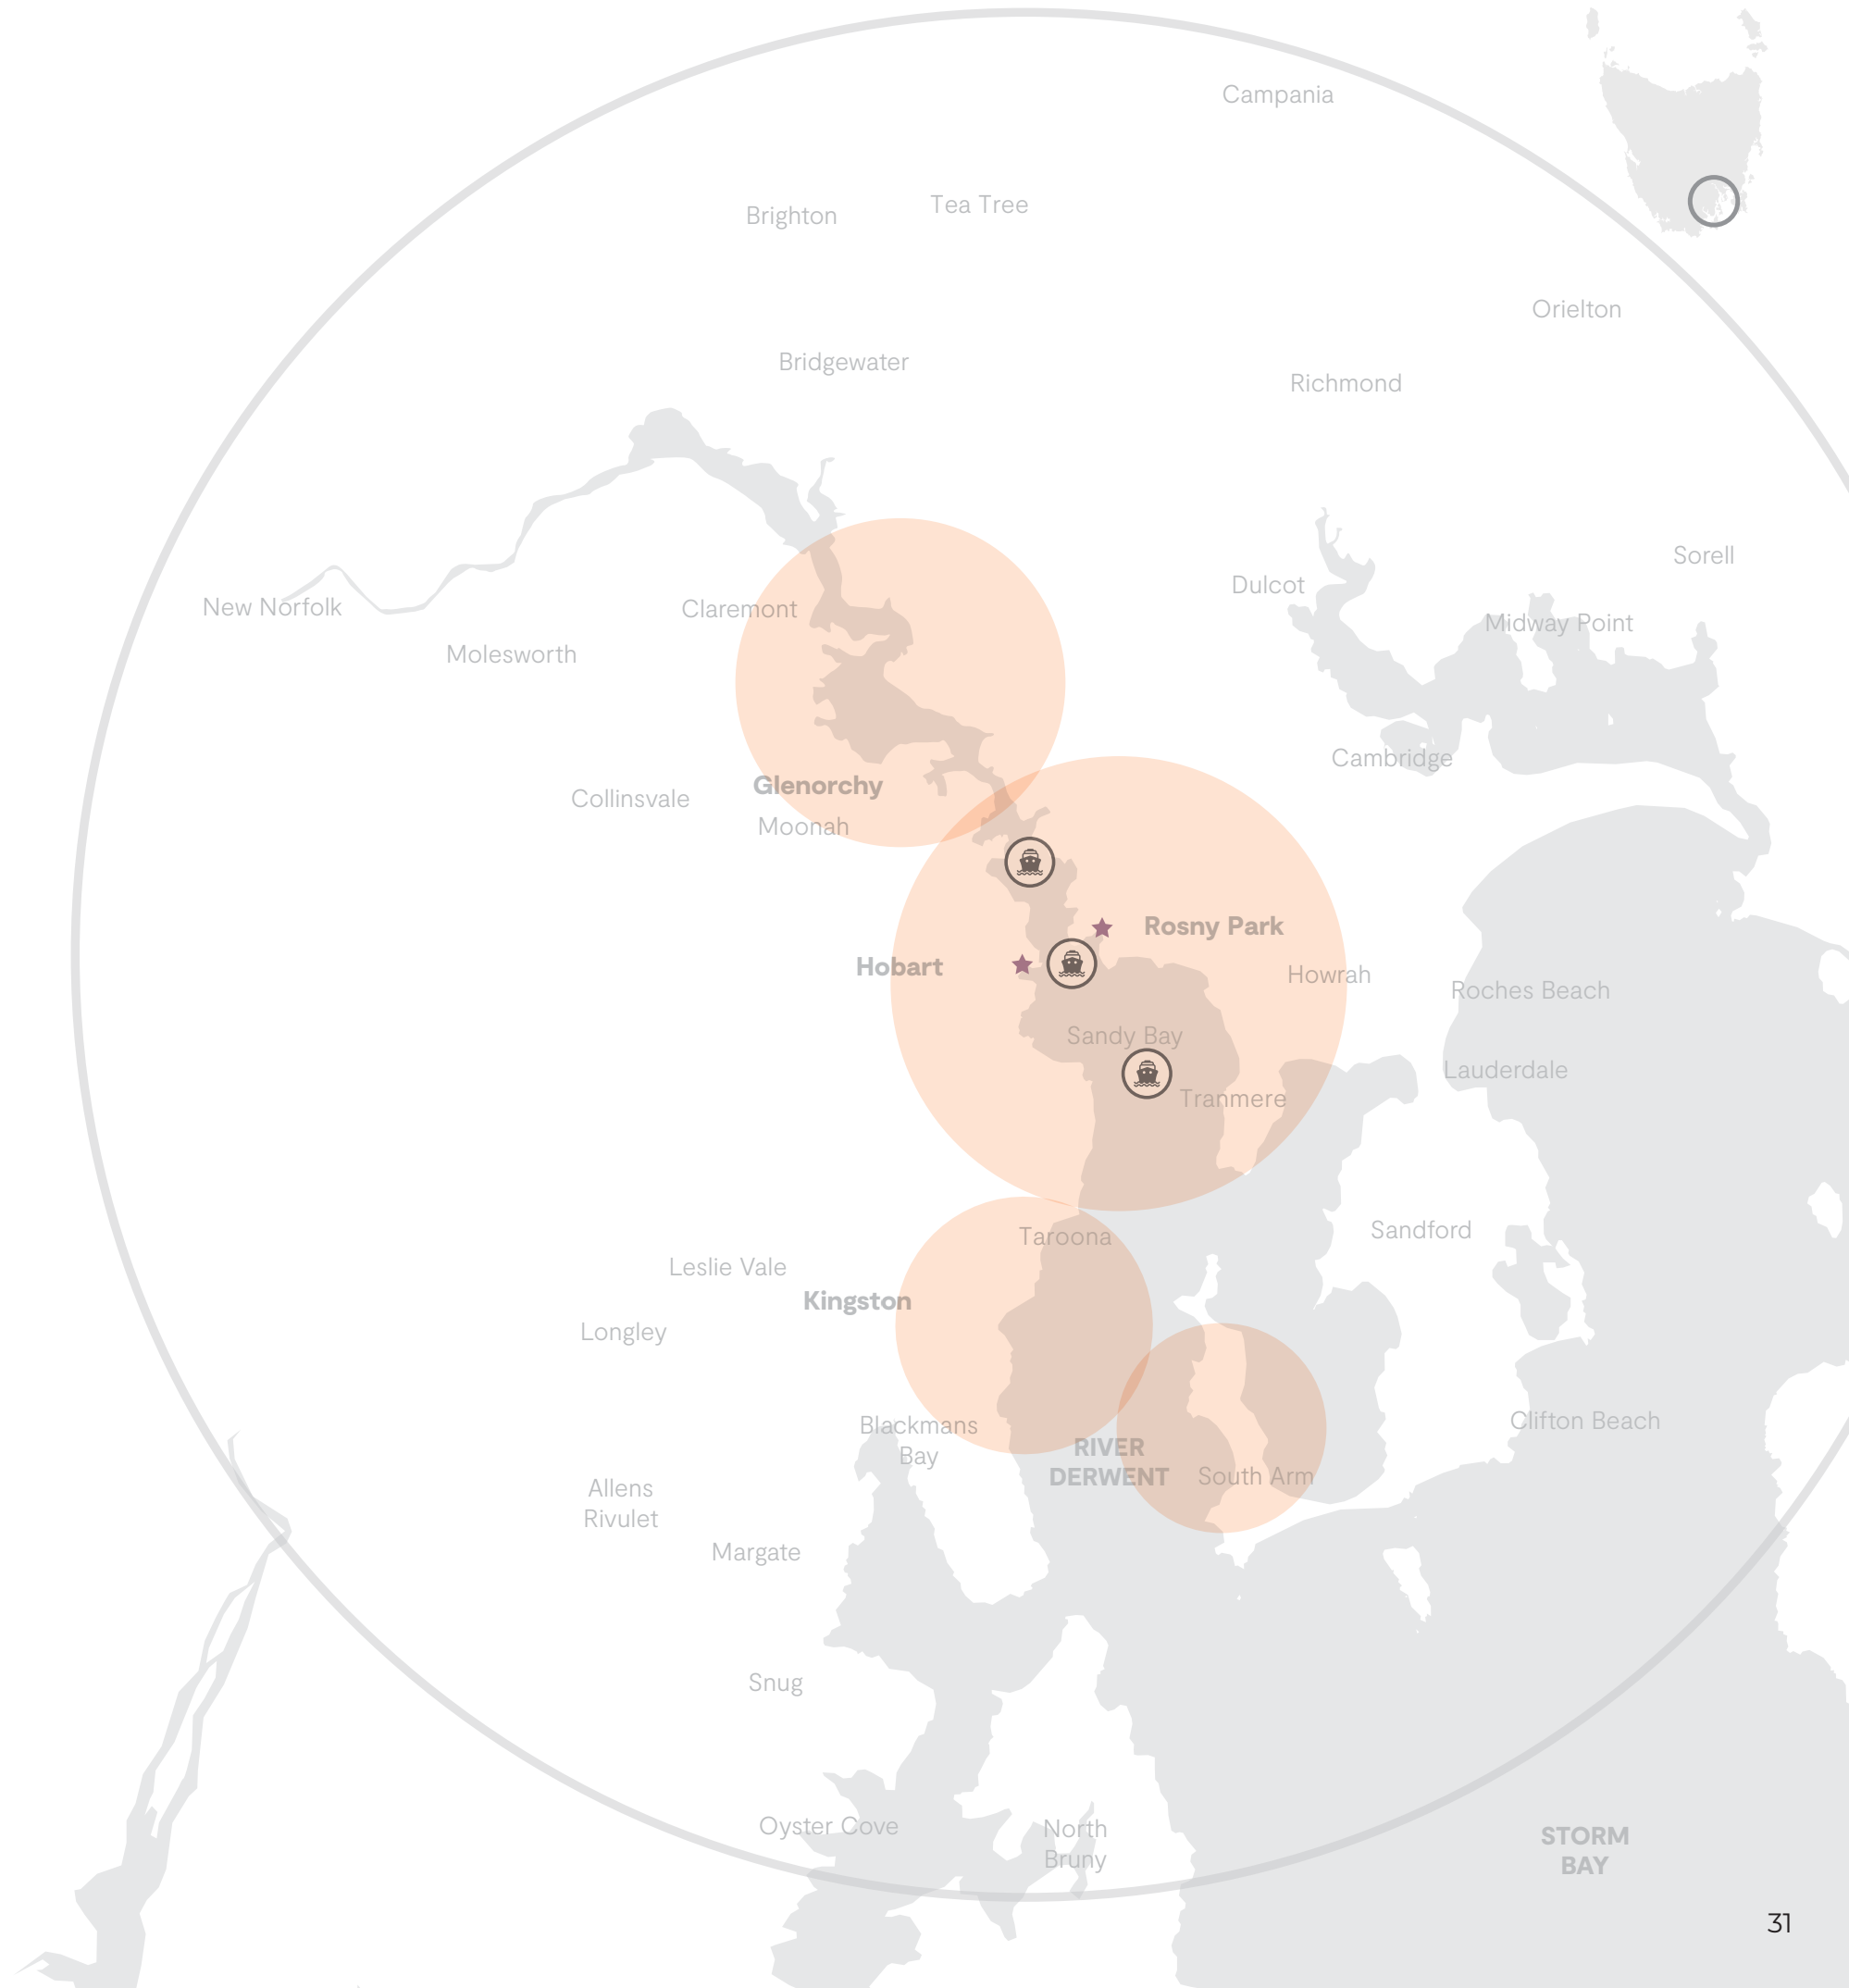 Campania
Brighton
Tea Tree
Orielton
Bridgewater
Richmond
Sorell
Dulcot
New Norfolk
Claremont
Midway Point
Molesworth
Cambridge
Glenorchy
Collinsvale
Moonah
Rosny Park
Hobart
Howrah
Roches Beach
Sandy Bay
Lauderdale
Tranmere
Taroona
Sandford
Leslie Vale
Kingston
Longley
Blackmans
Bay
Clifton Beach
RIVER
DERWENT
South Arm
Allens
Rivulet
Margate
Snug
Oyster Cove
North
Bruny
STORM
BAY
31